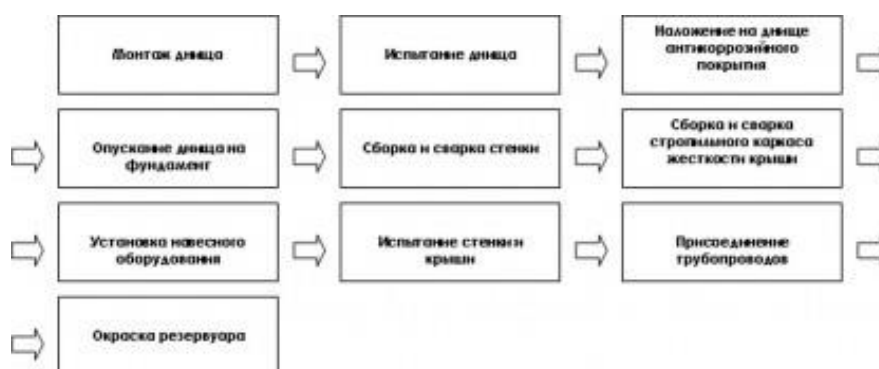 Монтаж днища
Испытание днища
Наложение на днище
антикоррозийного
покрытия
Опускание днища на
фундамент
Сборка и сварка стенки
Сборка и сварка
стропильного каркаса
жесткости крыши
Установка навесного
оборудования
Испытание стенки и
крыши
Присоединение
трубопроводов
Окраска резервуара